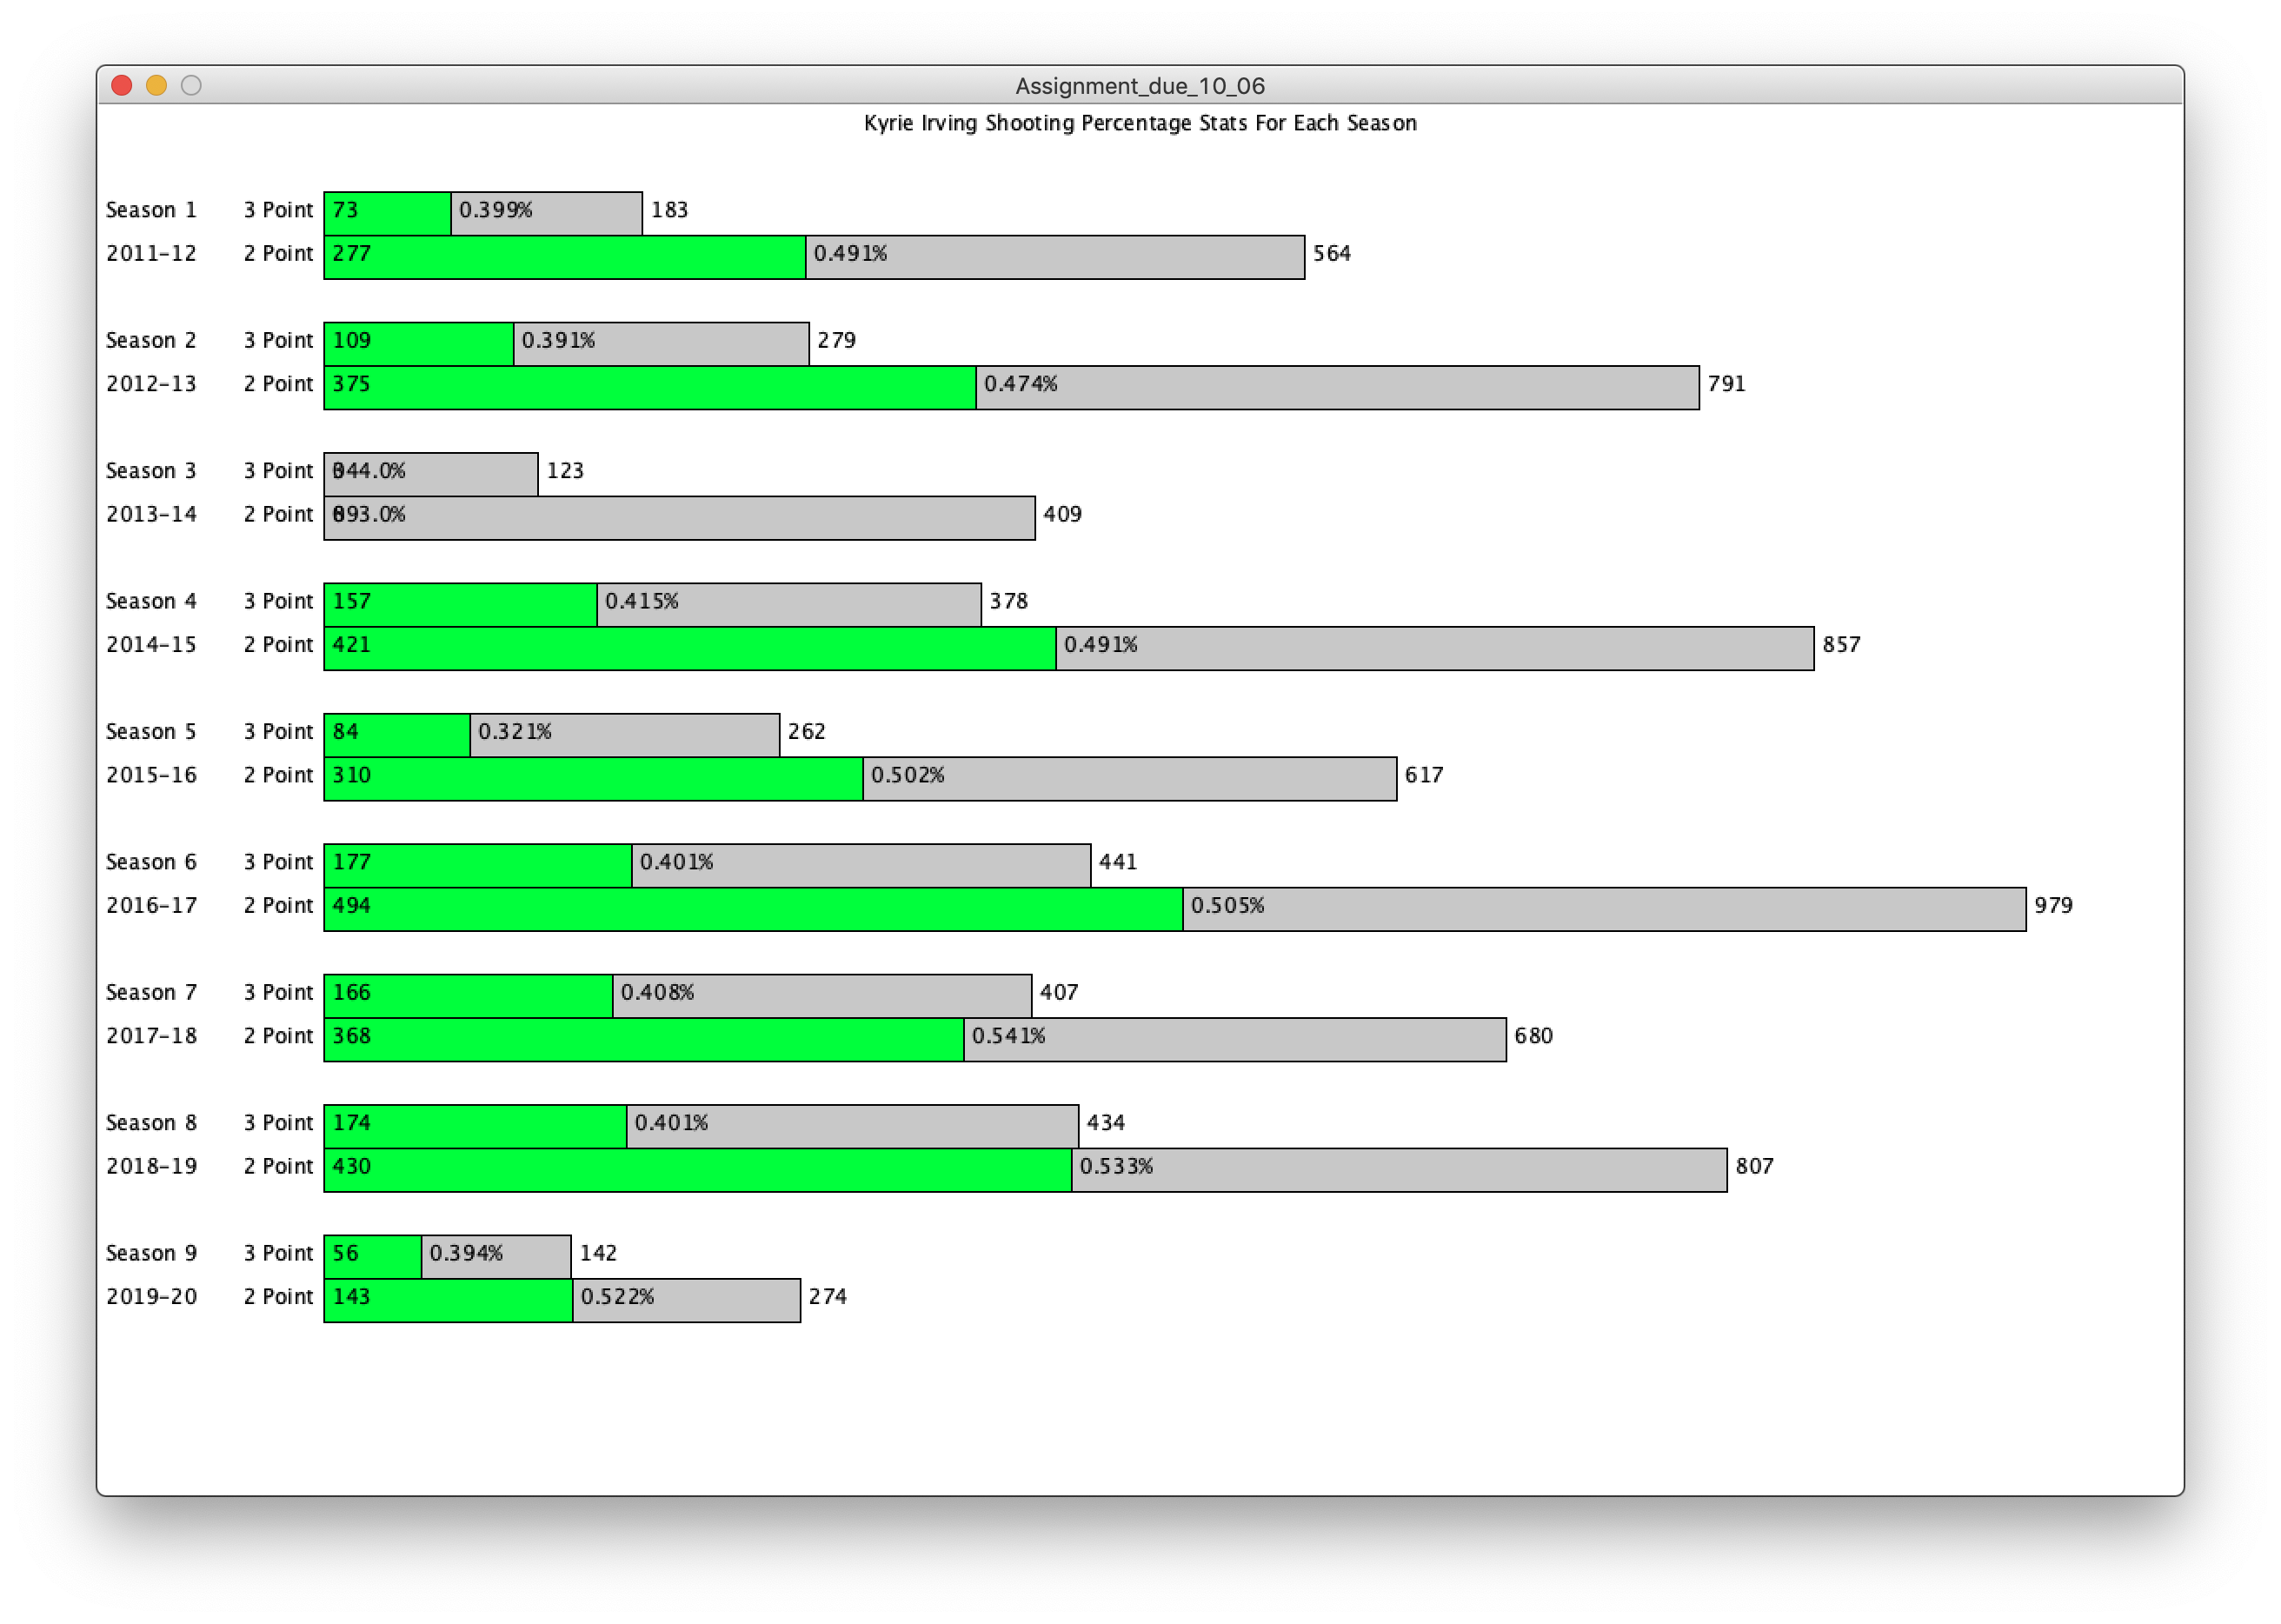 Assignment_due_10_06
Kyrie Irving Shooting Percentage Stats For Each Season
Season 1 3 Point 73 0.399% 183
2011-12 2 Point 277 0.491% 564
Season 2 3 Point 109 0.391% 279
2012-13 2 Point 375 0.474% 791
Season 3 3 Point 123
2013-14 2 Point 409
Season 4 3 Point 157 0.415% 378
2014-15 2 Point 421 0.491% 857
Season 5 3 Point 84 0.321% 262
2015-16 2 Point 310 0.502% 617
Season 6 3 Point 177 0.401% 441
2016-17 2 Point 494 0.505% 979
Season 7 3 Point 166 0.408% 407
2017-18 2 Point 368 0.541% 680
Season 8 3 Point 174 0.401% 434
2018-19 2 Point 430 0.533% 807
Season 9 3 Point 56 0.394% 142
2019-20 2 Point 143 0.522% 274